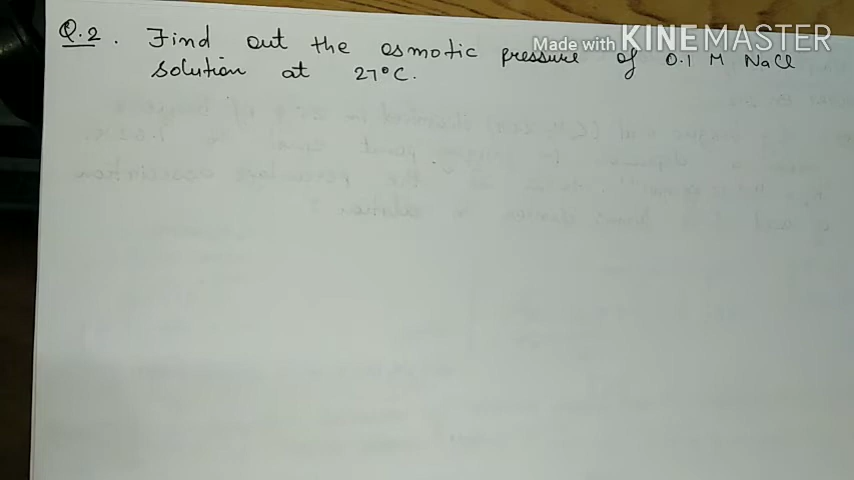 Q.2. Find out the osmotic pressure of 0.1 M NaCl
solution at 27°C.
Made with KINEMASTER